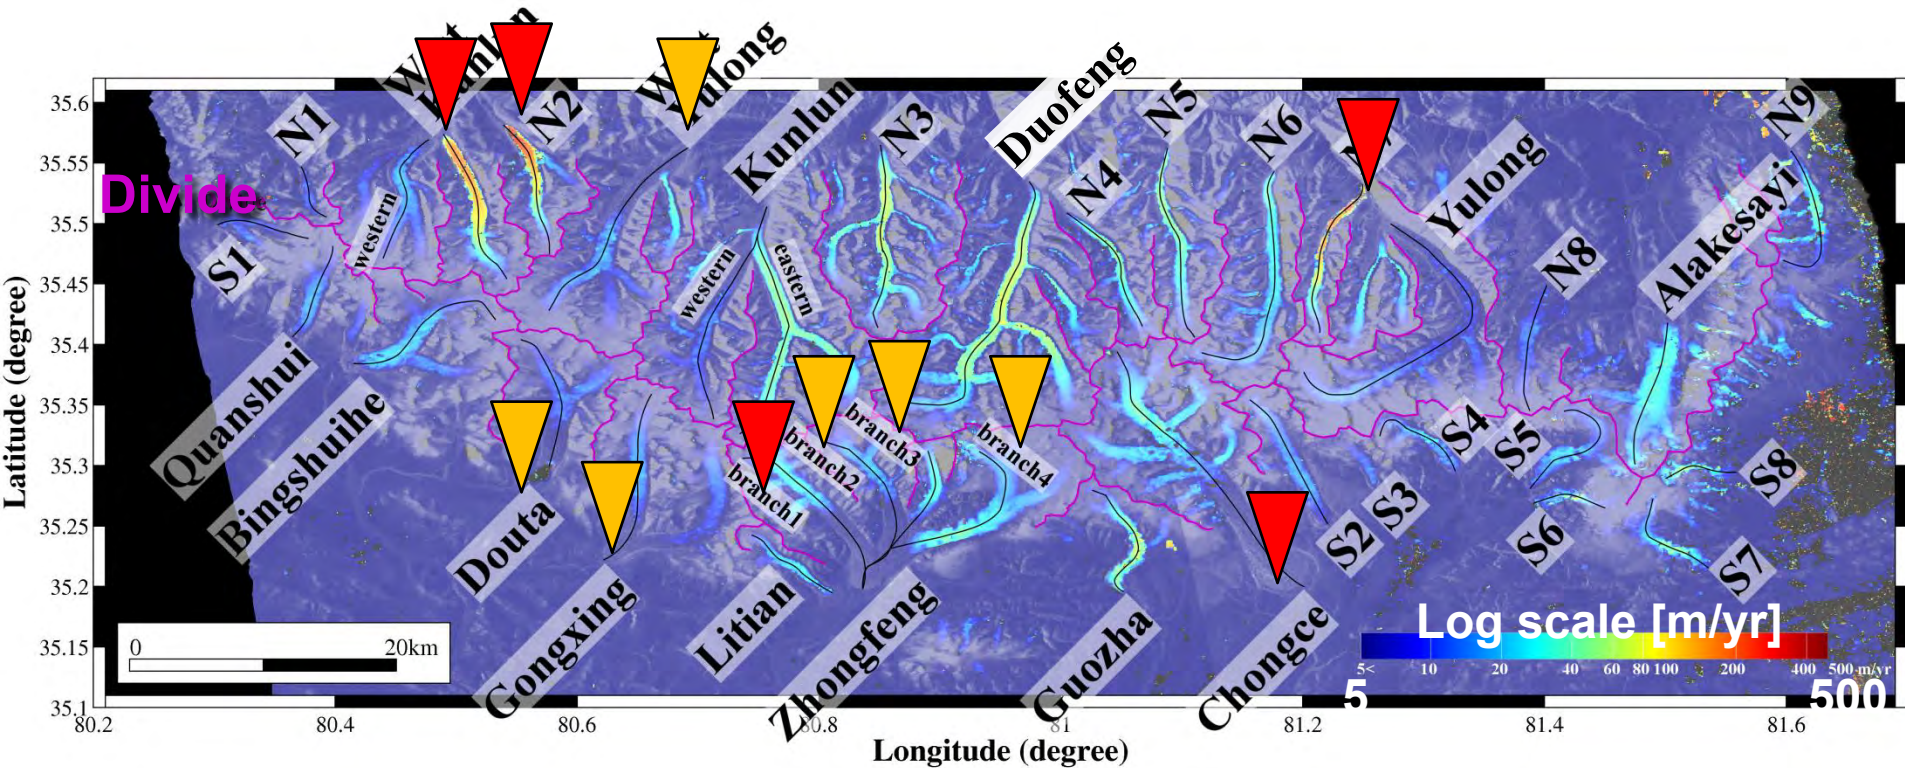 N1
N2
Kunlun
N3
Duofeng
N4
N5
N6
Yulong
N8
Alakesayi
N9
Divide
western
western
eastern
S1
Quanshui
Bingshuihe
Douta
Gongxing
Litian
Zhongfeng
branch1
branch2
branch3
branch4
Guozha
Chongce
S2
S3
S4
S5
S6
S7
S8
35.6
35.55
35.5
35.45
35.4
35.35
35.3
35.25
35.2
35.15
35.1
Latitude (degree)
0 20km
Log scale [m/yr]
5< 10 20 40 60 80 100 200 400 500 m/yr
5 500
80.2 80.4 80.6 80.8 81 81.2 81.4 81.6
Longitude (degree)